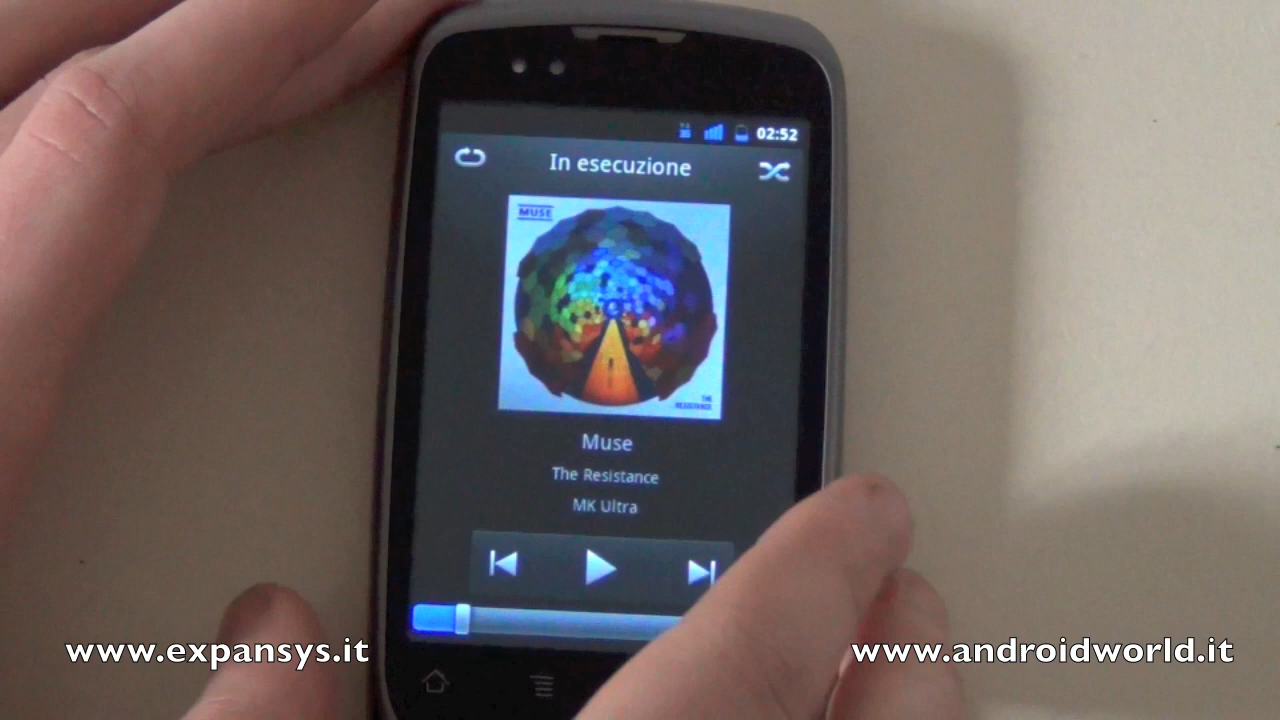 02:52
In esecuzione
MUSE
THE
RESISTANCE
Muse
The Resistance
MK Ultra
www.expansys.it
www.androidworld.it